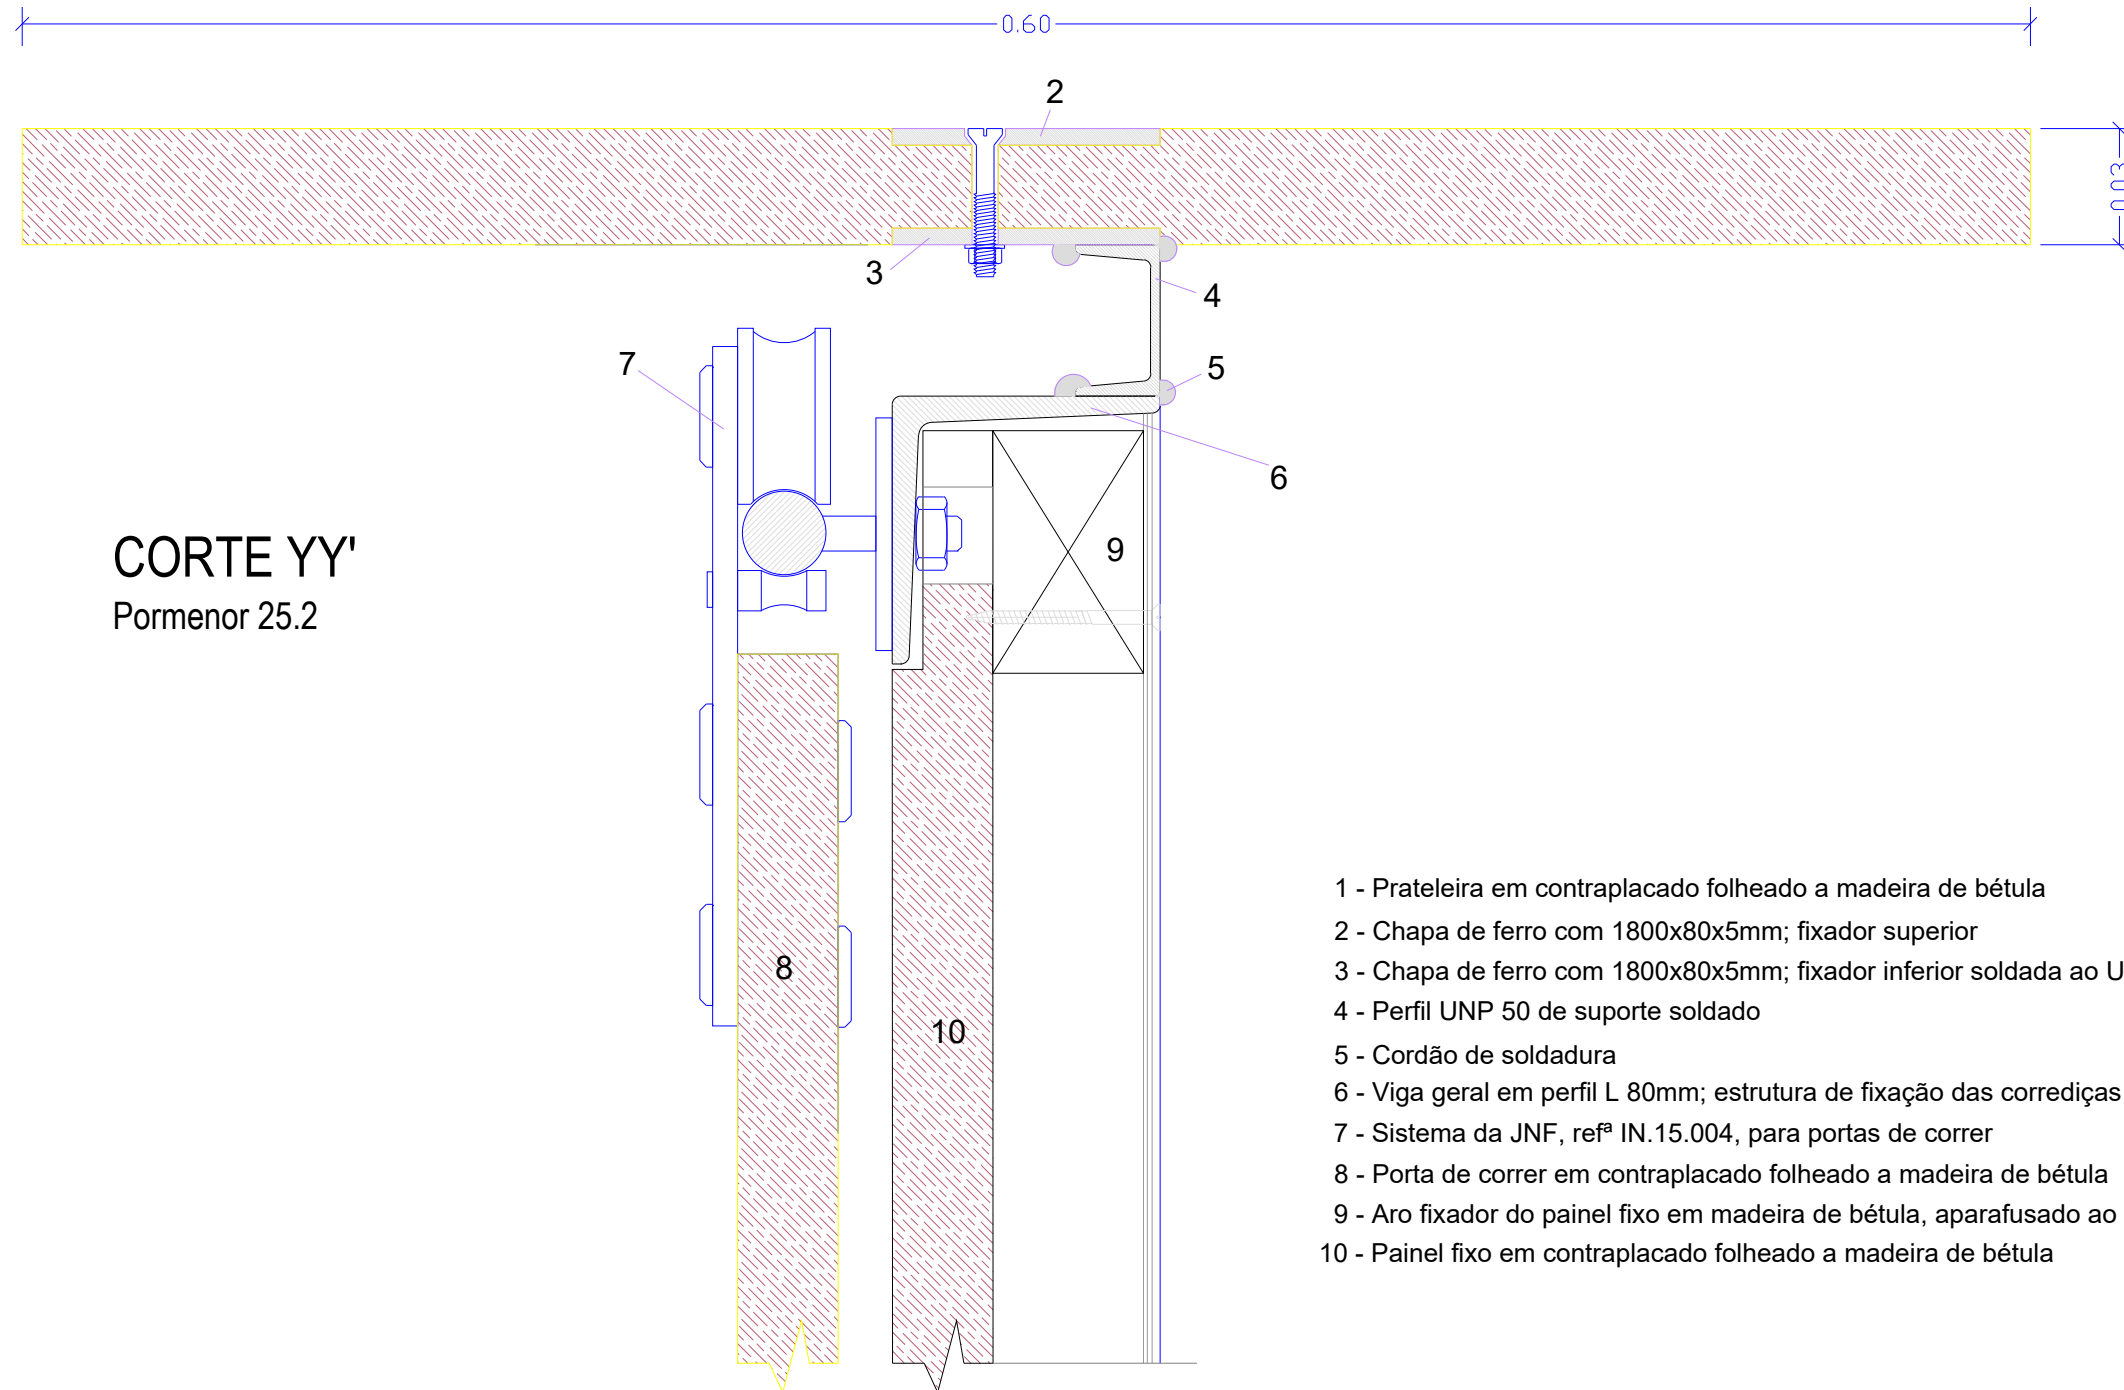 0.60
2
0.03
3
4
7
5
6
9
CORTE YY'
Pormenor 25.2
8
10
1 - Prateleira em contraplacado folheado a madeira de bétula
2 - Chapa de ferro com 1800x80x5mm; fixador superior
3 - Chapa de ferro com 1800x80x5mm; fixador inferior soldada ao U
4 - Perfil UNP 50 de suporte soldado
5 - Cordão de soldadura
6 - Viga geral em perfil L 80mm; estrutura de fixação das corrediças
7 - Sistema da JNF, refª IN.15.004, para portas de correr
8 - Porta de correr em contraplacado folheado a madeira de bétula
9 - Aro fixador do painel fixo em madeira de bétula, aparafusado ao
10 - Painel fixo em contraplacado folheado a madeira de bétula